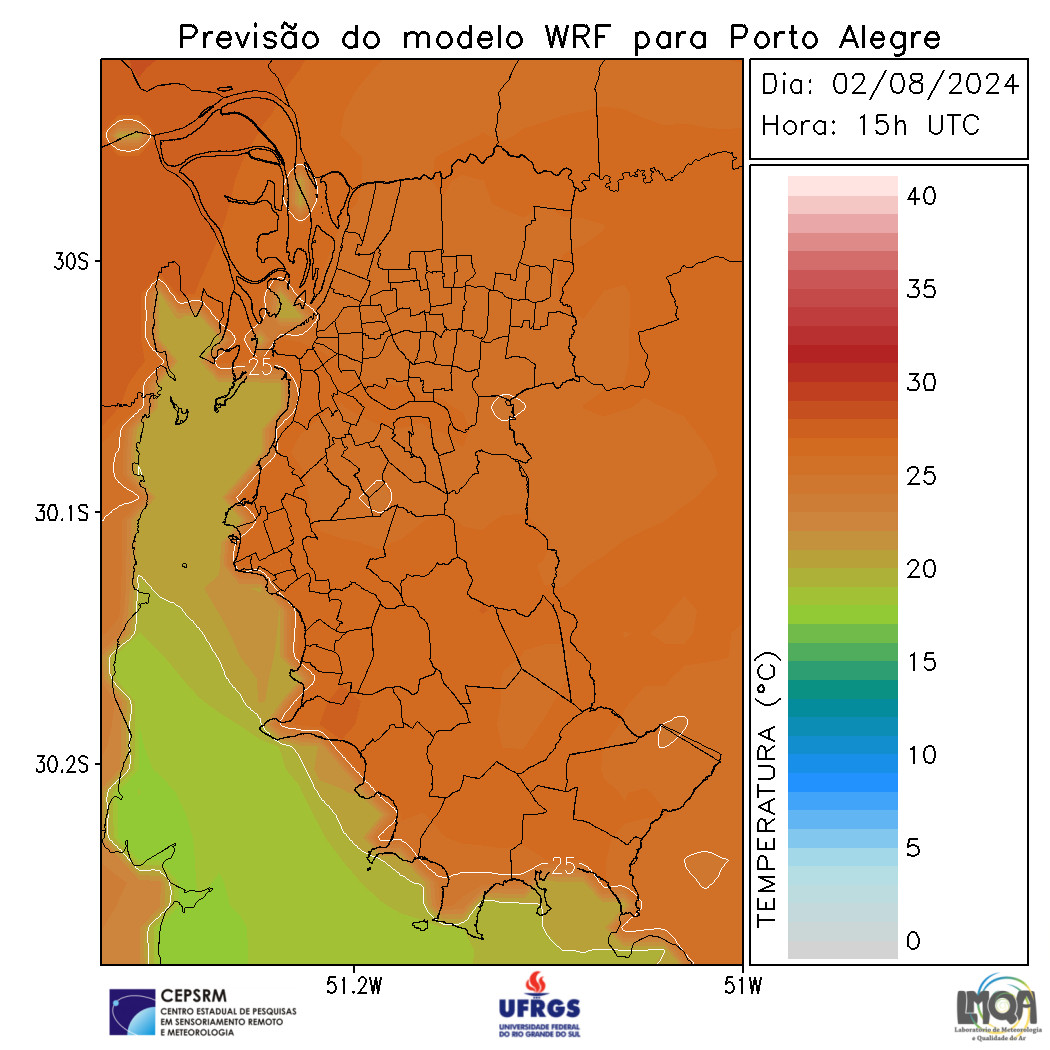 Previsão do modelo WRF para Porto Alegre
Dia: 02/08/2024
Hora: 15h UTC
40
35
30
25
20
15
10
5
0
TEMPERATURA (°C)
30S
30.1S
30.2S
51.2W
51W
25
25
CEPSRM
CENTRO ESTADUAL DE PESQUISAS
EM SENSORIAMENTO REMOTO
E METEOROLOGIA
UFRGS
UNIVERSIDADE FEDERAL
DO RIO GRANDE DO SUL
LMQA
Laboratório de Meteorologia
e Qualidade do Ar